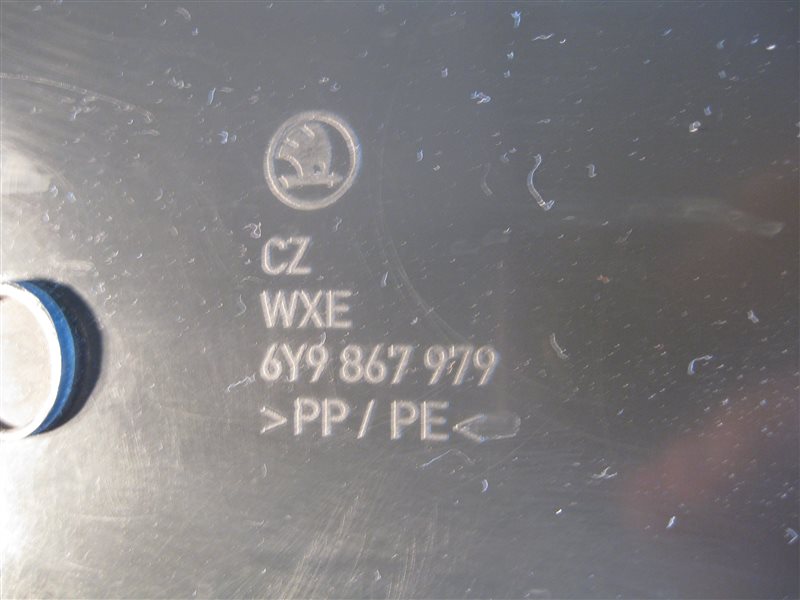 CZ
WXE
6Y9 867 979
>PP / PE<